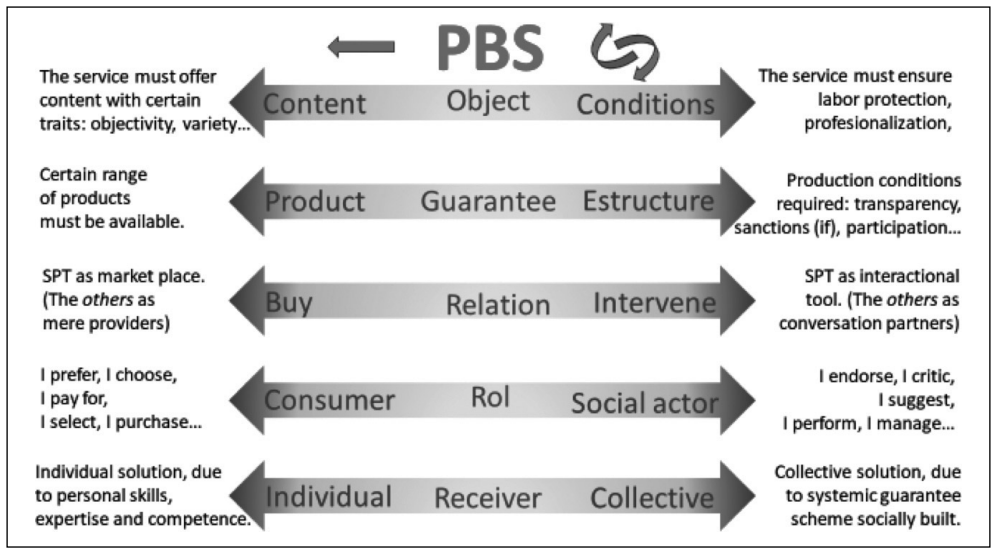 PBS
The service must offer
content with certain
traits: objectivity, variety...
Content Object Conditions
The service must ensure
labor protection,
profesionalization,
Certain range
of products
must be available.
Product Guarantee Estructure
Production conditions
required: transparency,
sanctions (if), participation...
SPT as market place.
(The others as
mere providers)
Buy Relation Intervene
SPT as interactional
tool. (The others as
conversation partners)
I prefer, I choose,
I pay for,
I select, I purchase...
Consumer Rol Social actor
I endorse, I critic,
I suggest,
I perform, I manage...
Individual solution, due
to personal skills,
expertise and competence.
Individual Receiver Collective
Collective solution, due
to systemic guarantee
scheme socially built.